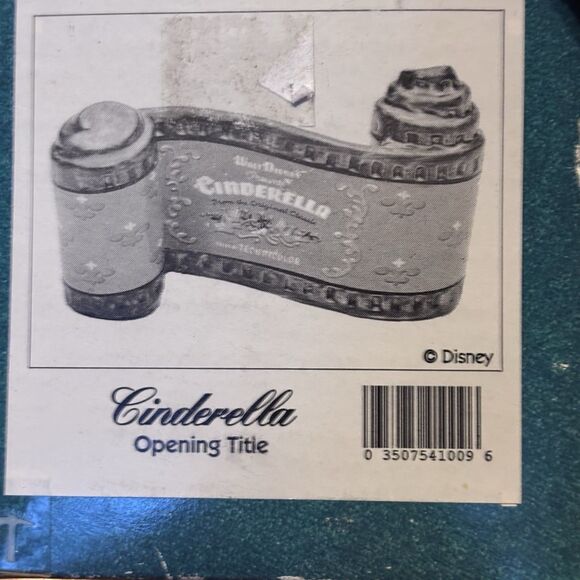 Walt Disney's
CINDERELLA
From the Original Classic
TECHNICOLOR
© Disney
Cinderella
Opening Title
0 3507541009 6
T